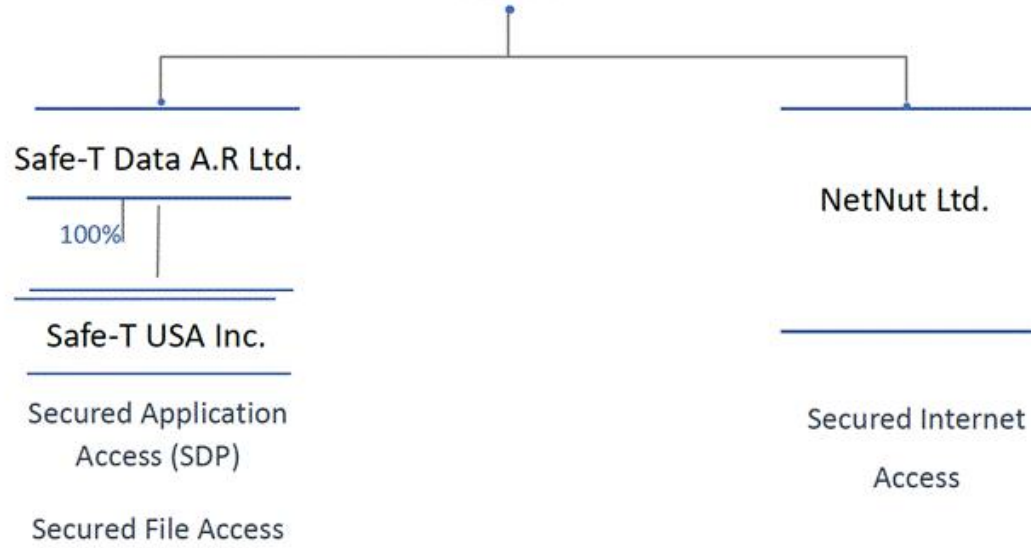 Safe-T Data A.R Ltd.
100%
Safe-T USA Inc.
Secured Application
Access (SDP)
Secured File Access
NetNut Ltd.
Secured Internet
Access